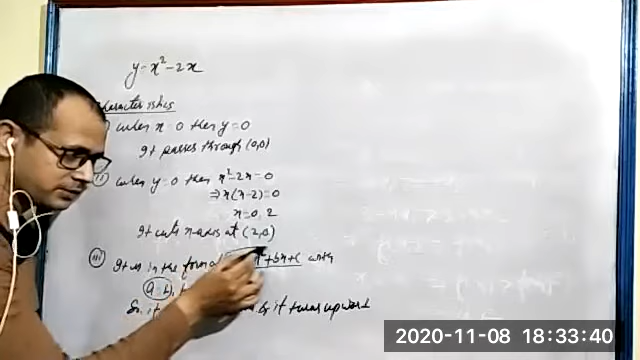 y = x² - 2x
Characteristics
when x = 0 then y = 0
It passes through (0,0)
(ii) when y = 0 then x² - 2x = 0
⇒ x(x-2) = 0
x = 0, 2
It cuts x-axis at (2,0)
(iii) It is in the form + bx + c with
So it it turns upward
2020-11-08 18:33:40